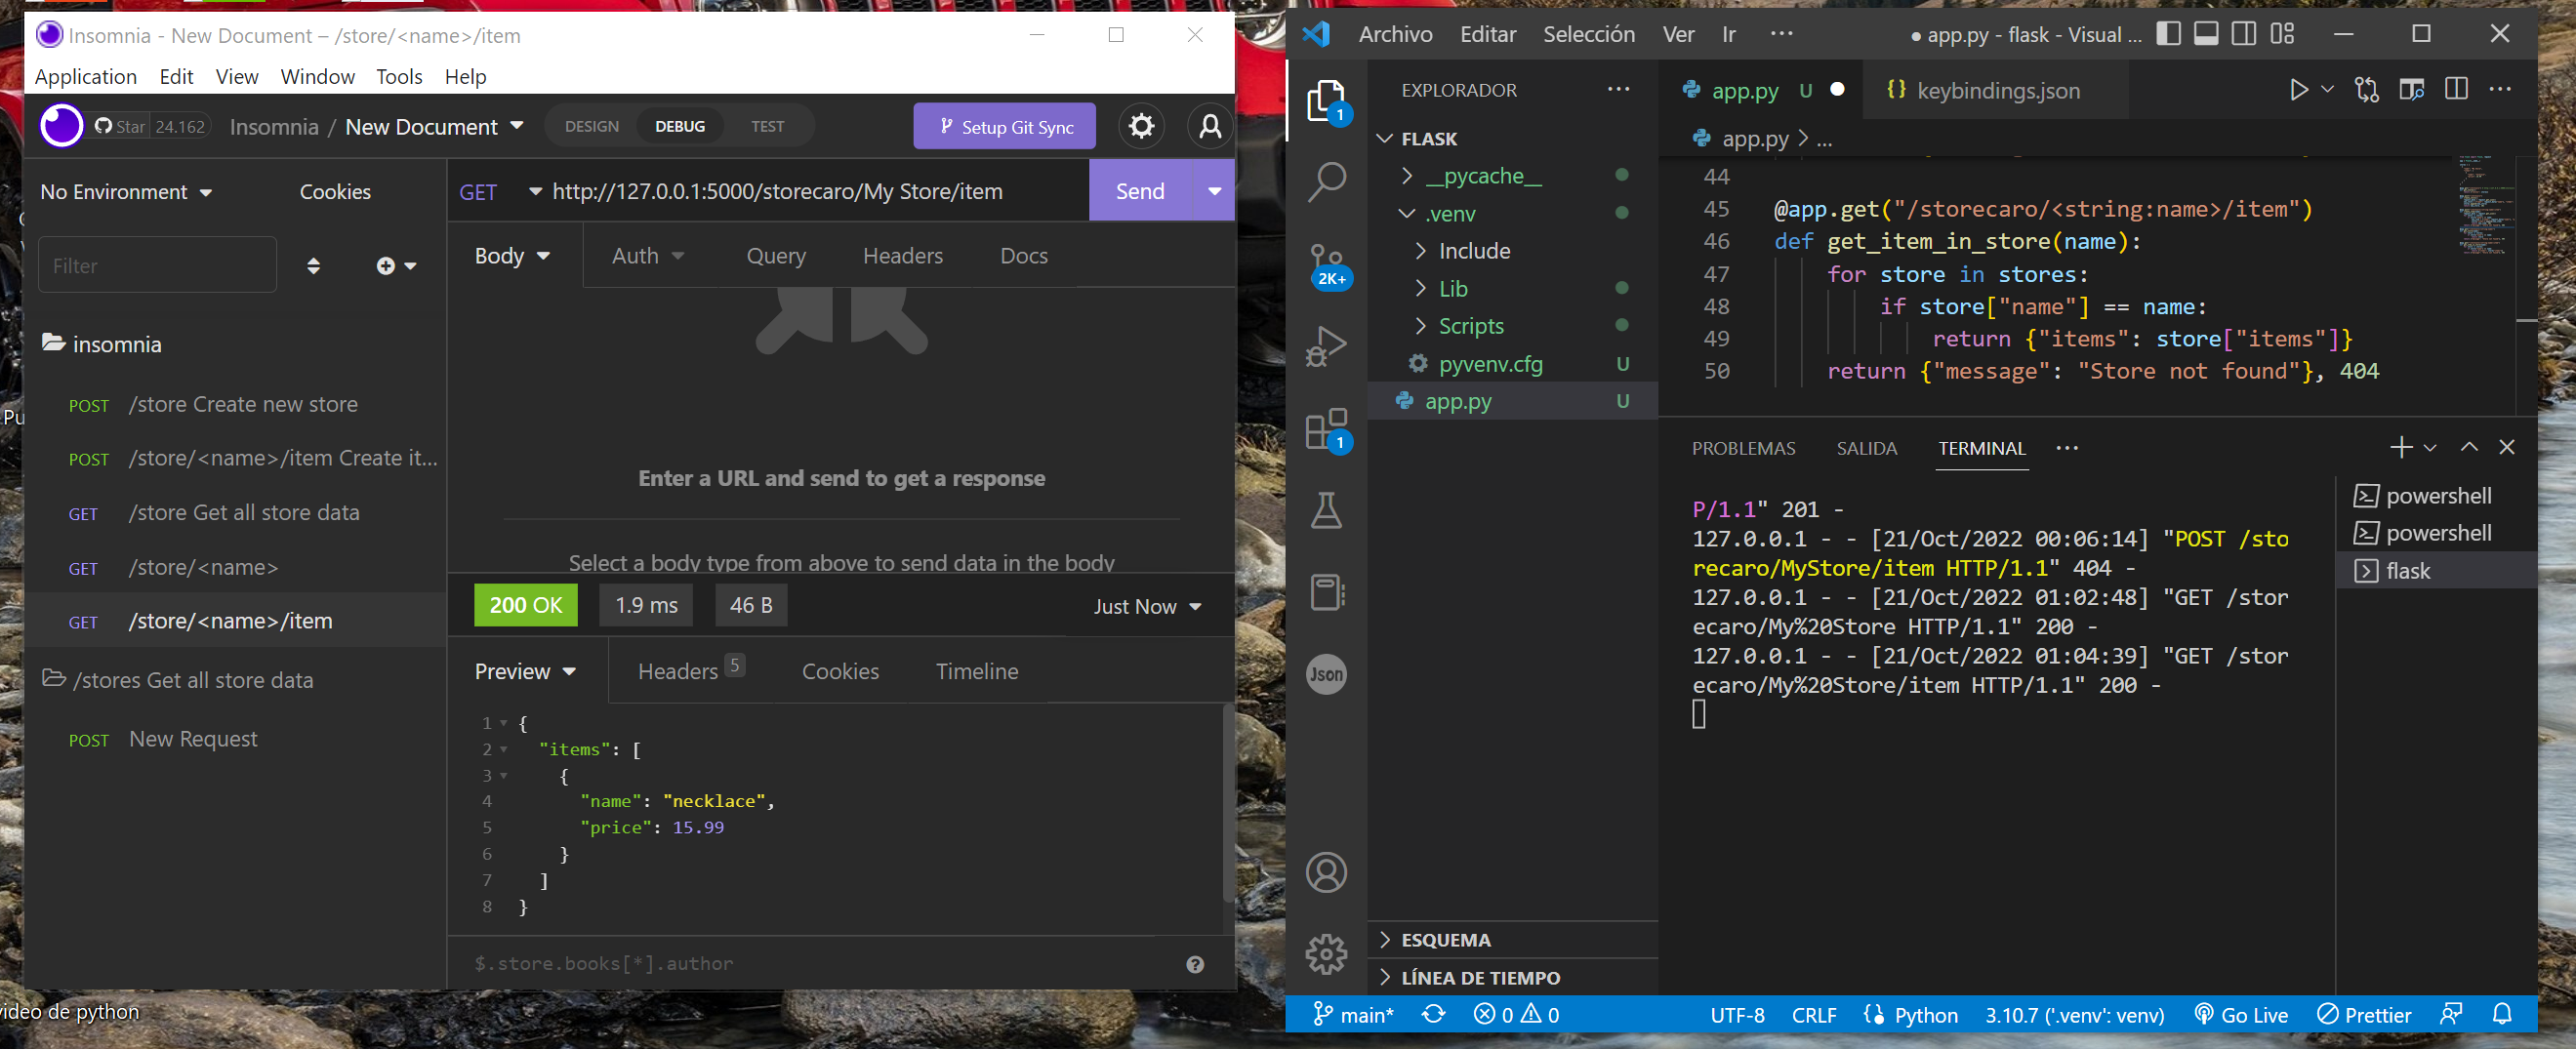 Insomnia - New Document – /store/<name>/item
Application Edit View Window Tools Help
Star 24.162
Insomnia / New Document
DESIGN DEBUG TEST
Setup Git Sync
No Environment
Cookies
Filter
insomnia
POST /store Create new store
POST /store/<name>/item Create it...
GET /store Get all store data
GET /store/<name>
GET /store/<name>/item
/stores Get all store data
POST New Request
GET http://127.0.0.1:5000/storecaro/My Store/item Send
Body Auth Query Headers Docs
Enter a URL and send to get a response
Select a body type from above to send data in the body
200 OK 1.9 ms 46 B Just Now
Preview Headers 5 Cookies Timeline
1 {
2 "items": [
3 {
4 "name": "necklace",
5 "price": 15.99
6 }
7 ]
8 }
$.store.books[*].author
video de python
Archivo Editar Selección Ver Ir ...
● app.py - flask - Visual ...
EXPLORADOR
1
2K+
1
Json
FLASK
__pycache__
.venv
Include
Lib
Scripts
pyvenv.cfg U
app.py U
ESQUEMA
LÍNEA DE TIEMPO
app.py U
{} keybindings.json
app.py > ...
44
45 @app.get("/storecaro/<string:name>/item")
46 def get_item_in_store(name):
47 for store in stores:
48 if store["name"] == name:
49 return {"items": store["items"]}
50 return {"message": "Store not found"}, 404
PROBLEMAS SALIDA TERMINAL ...
P/1.1" 201 -
127.0.0.1 - - [21/Oct/2022 00:06:14] "POST /sto
recaro/MyStore/item HTTP/1.1" 404 -
127.0.0.1 - - [21/Oct/2022 01:02:48] "GET /stor
ecaro/My%20Store HTTP/1.1" 200 -
127.0.0.1 - - [21/Oct/2022 01:04:39] "GET /stor
ecaro/My%20Store/item HTTP/1.1" 200 -
powershell
powershell
flask
main* 0 0 UTF-8 CRLF Python 3.10.7 ('.venv': venv) Go Live Prettier